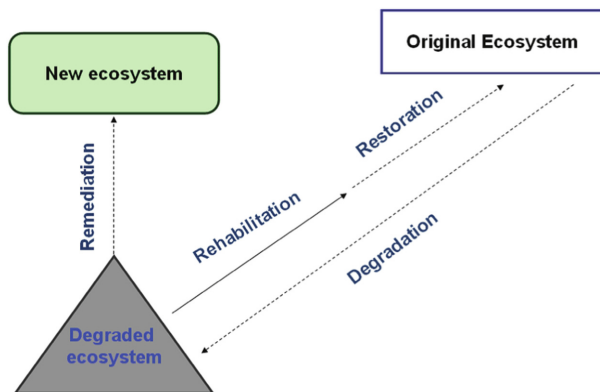 New ecosystem
Original Ecosystem
Remediation
Rehabilitation
Restoration
Degradation
Degraded
ecosystem